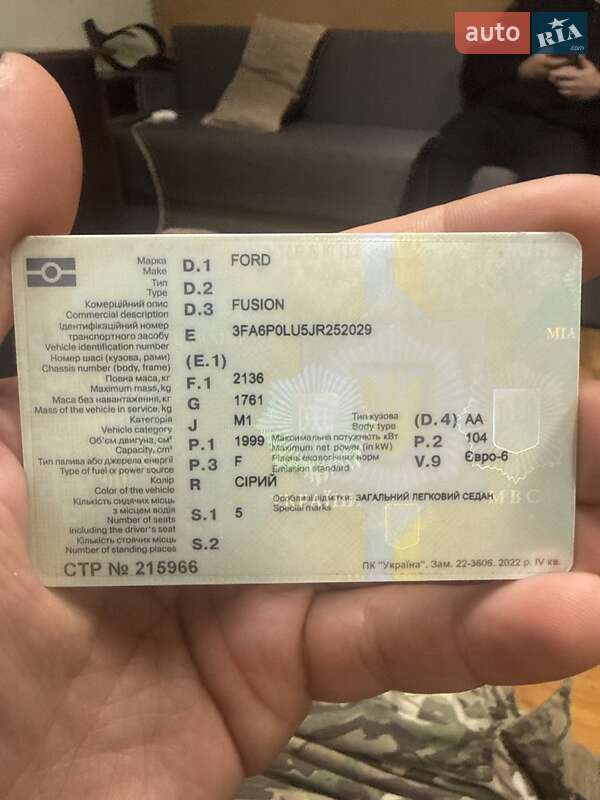 auto RIA .com
Марка Make D.1 FORD
Тип Type D.2
Комерційний опис Commercial description D.3 FUSION
Ідентифікаційний номер транспортного засобу Vehicle identification number E 3FA6P0LU5JR252029
Номер шасі (кузова, рами) Chassis number (body, frame) (E.1)
Повна маса, кг Maximum mass, kg F.1 2136
Маса без навантаження, кг Mass of the vehicle in service, kg G 1761
Категорія Vehicle category J M1 Тип кузова Body type (D.4) АА
Об'єм двигуна, см³ Capacity, cm³ P.1 1999 Максимальна потужність кВт Maximum net power (in kW) P.2 104
Тип палива або джерела енергії Type of fuel or power source P.3 F Рівень екологічних норм Emission standard V.9 Євро-6
Колір Color of the vehicle R СІРИЙ
Кількість сидячих місць з місцем водія Number of seats including the driver's seat S.1 5 Особливі відмітки: ЗАГАЛЬНИЙ ЛЕГКОВИЙ СЕДАН Special marks
Кількість стоячих місць Number of standing places S.2
СТР № 215966 ПК "Україна". Зам. 22-3606. 2022 р. IV кв.
MIA
МВС